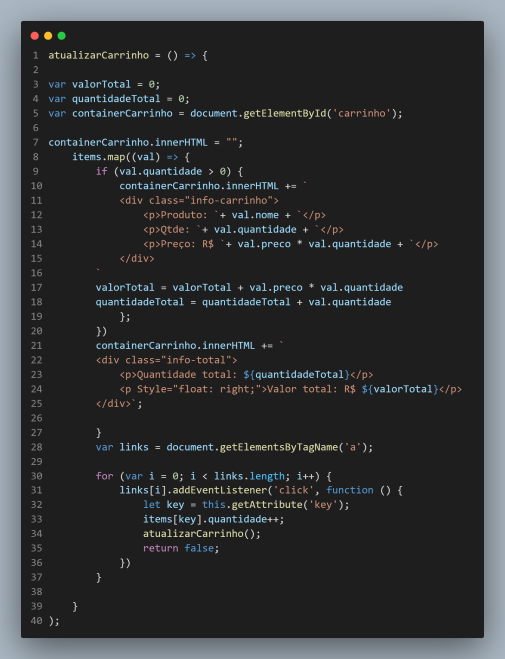 1 atualizarCarrinho = () => {
2
3 var valorTotal = 0;
4 var quantidadeTotal = 0;
5 var containerCarrinho = document.getElementById('carrinho');
6
7 containerCarrinho.innerHTML = "";
8     items.map((val) => {
9         if (val.quantidade > 0) {
10             containerCarrinho.innerHTML += `
11             <div class="info-carrinho">
12                 <p>Produto: `+ val.nome + `</p>
13                 <p>Qtde: `+ val.quantidade + `</p>
14                 <p>Preço: R$ `+ val.preco * val.quantidade + `</p>
15             </div>
16         `
17         valorTotal = valorTotal + val.preco * val.quantidade
18         quantidadeTotal = quantidadeTotal + val.quantidade
19             };
20         })
21         containerCarrinho.innerHTML += `
22         <div class="info-total">
23             <p>Quantidade total: ${quantidadeTotal}</p>
24             <p Style="float: right;">Valor total: R$ ${valorTotal}</p>
25         </div>`;
26
27         }
28         var links = document.getElementsByTagName('a');
29
30         for (var i = 0; i < links.length; i++) {
31             links[i].addEventListener('click', function () {
32                 let key = this.getAttribute('key');
33                 items[key].quantidade++;
34                 atualizarCarrinho();
35                 return false;
36             })
37         }
38
39     }
40 );